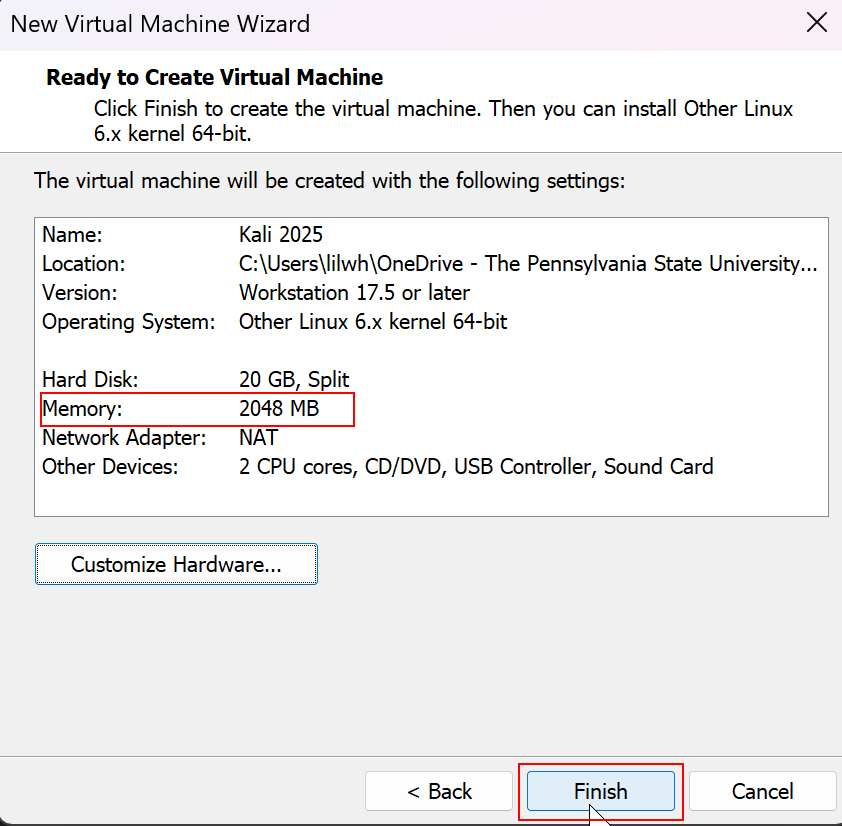 New Virtual Machine Wizard
Ready to Create Virtual Machine
Click Finish to create the virtual machine. Then you can install Other Linux
6.x kernel 64-bit.
The virtual machine will be created with the following settings:
Name: Kali 2025
Location: C:\Users\lilwh\OneDrive - The Pennsylvania State University...
Version: Workstation 17.5 or later
Operating System: Other Linux 6.x kernel 64-bit
Hard Disk: 20 GB, Split
Memory: 2048 MB
Network Adapter: NAT
Other Devices: 2 CPU cores, CD/DVD, USB Controller, Sound Card
Customize Hardware...
< Back Finish Cancel